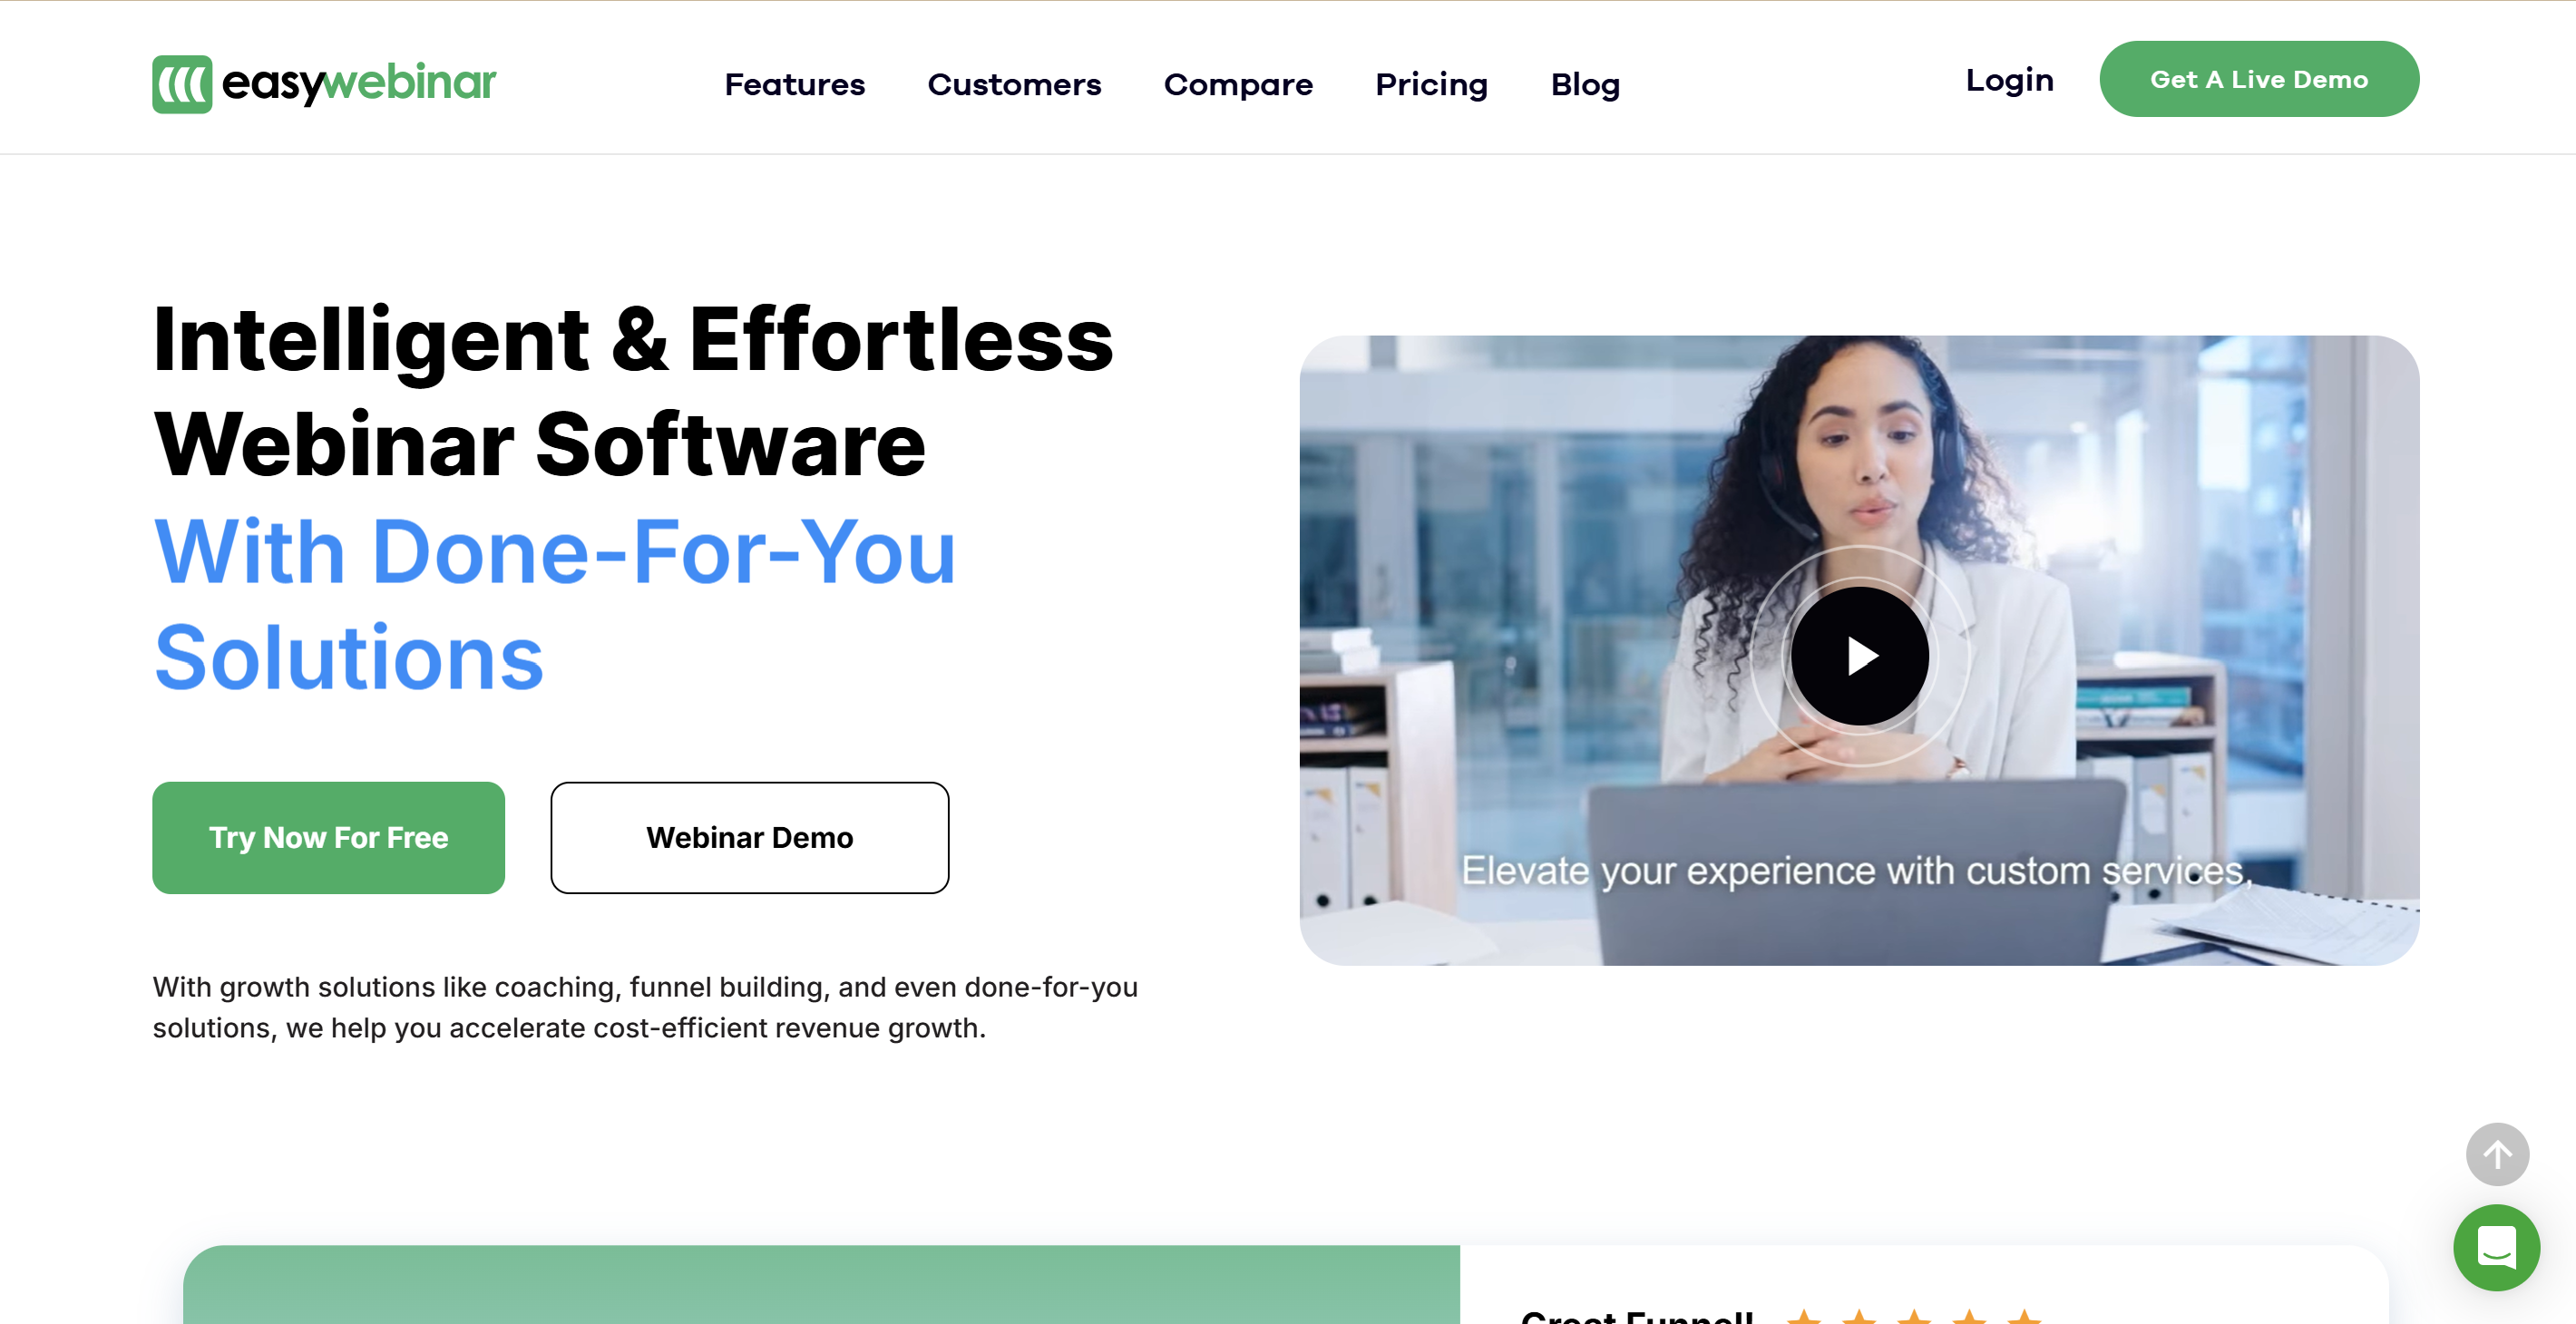 easywebinar
Features
Customers
Compare
Pricing
Blog
Login
Get A Live Demo
Intelligent & Effortless
Webinar Software
With Done-For-You
Solutions
Try Now For Free
Webinar Demo
With growth solutions like coaching, funnel building, and even done-for-you
solutions, we help you accelerate cost-efficient revenue growth.
Elevate your experience with custom services,
Great Funnel!